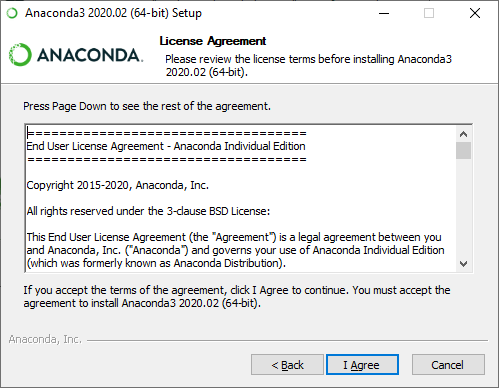 Anaconda3 2020.02 (64-bit) Setup
ANACONDA.
License Agreement
Please review the license terms before installing Anaconda3
2020.02 (64-bit).
Press Page Down to see the rest of the agreement.
====================================
End User License Agreement - Anaconda Individual Edition
====================================
Copyright 2015-2020, Anaconda, Inc.
All rights reserved under the 3-clause BSD License:
This End User License Agreement (the "Agreement") is a legal agreement between you
and Anaconda, Inc. ("Anaconda") and governs your use of Anaconda Individual Edition
(which was formerly known as Anaconda Distribution).
If you accept the terms of the agreement, click I Agree to continue. You must accept the
agreement to install Anaconda3 2020.02 (64-bit).
Anaconda, Inc.
< Back
I Agree
Cancel